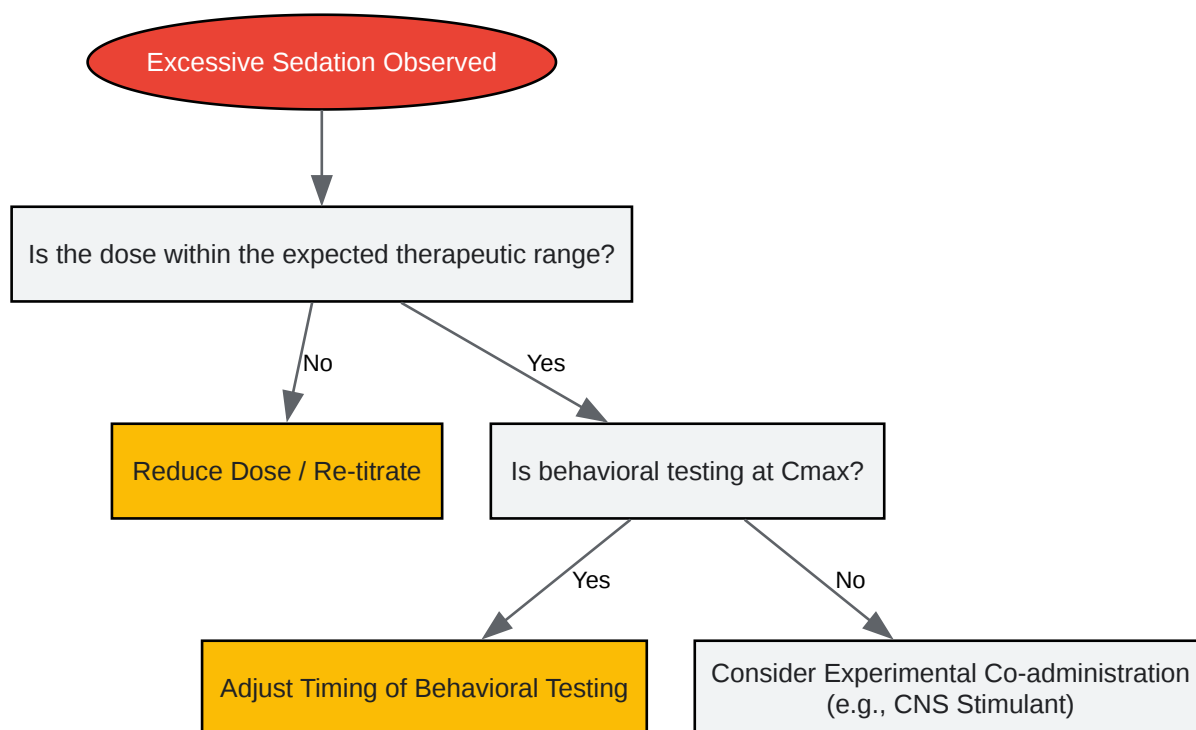 Excessive Sedation Observed
Is the dose within the expected therapeutic range?
No
Yes
Reduce Dose / Re-titrate
Is behavioral testing at Cmax?
Yes
No
Adjust Timing of Behavioral Testing
Consider Experimental Co-administration
(e.g., CNS Stimulant)